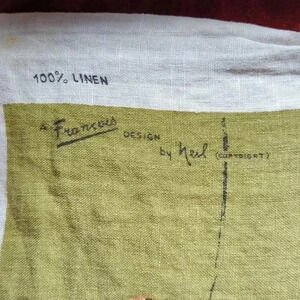 100% LINEN
A Francois DESIGN
by Neil (COPYRIGHT)